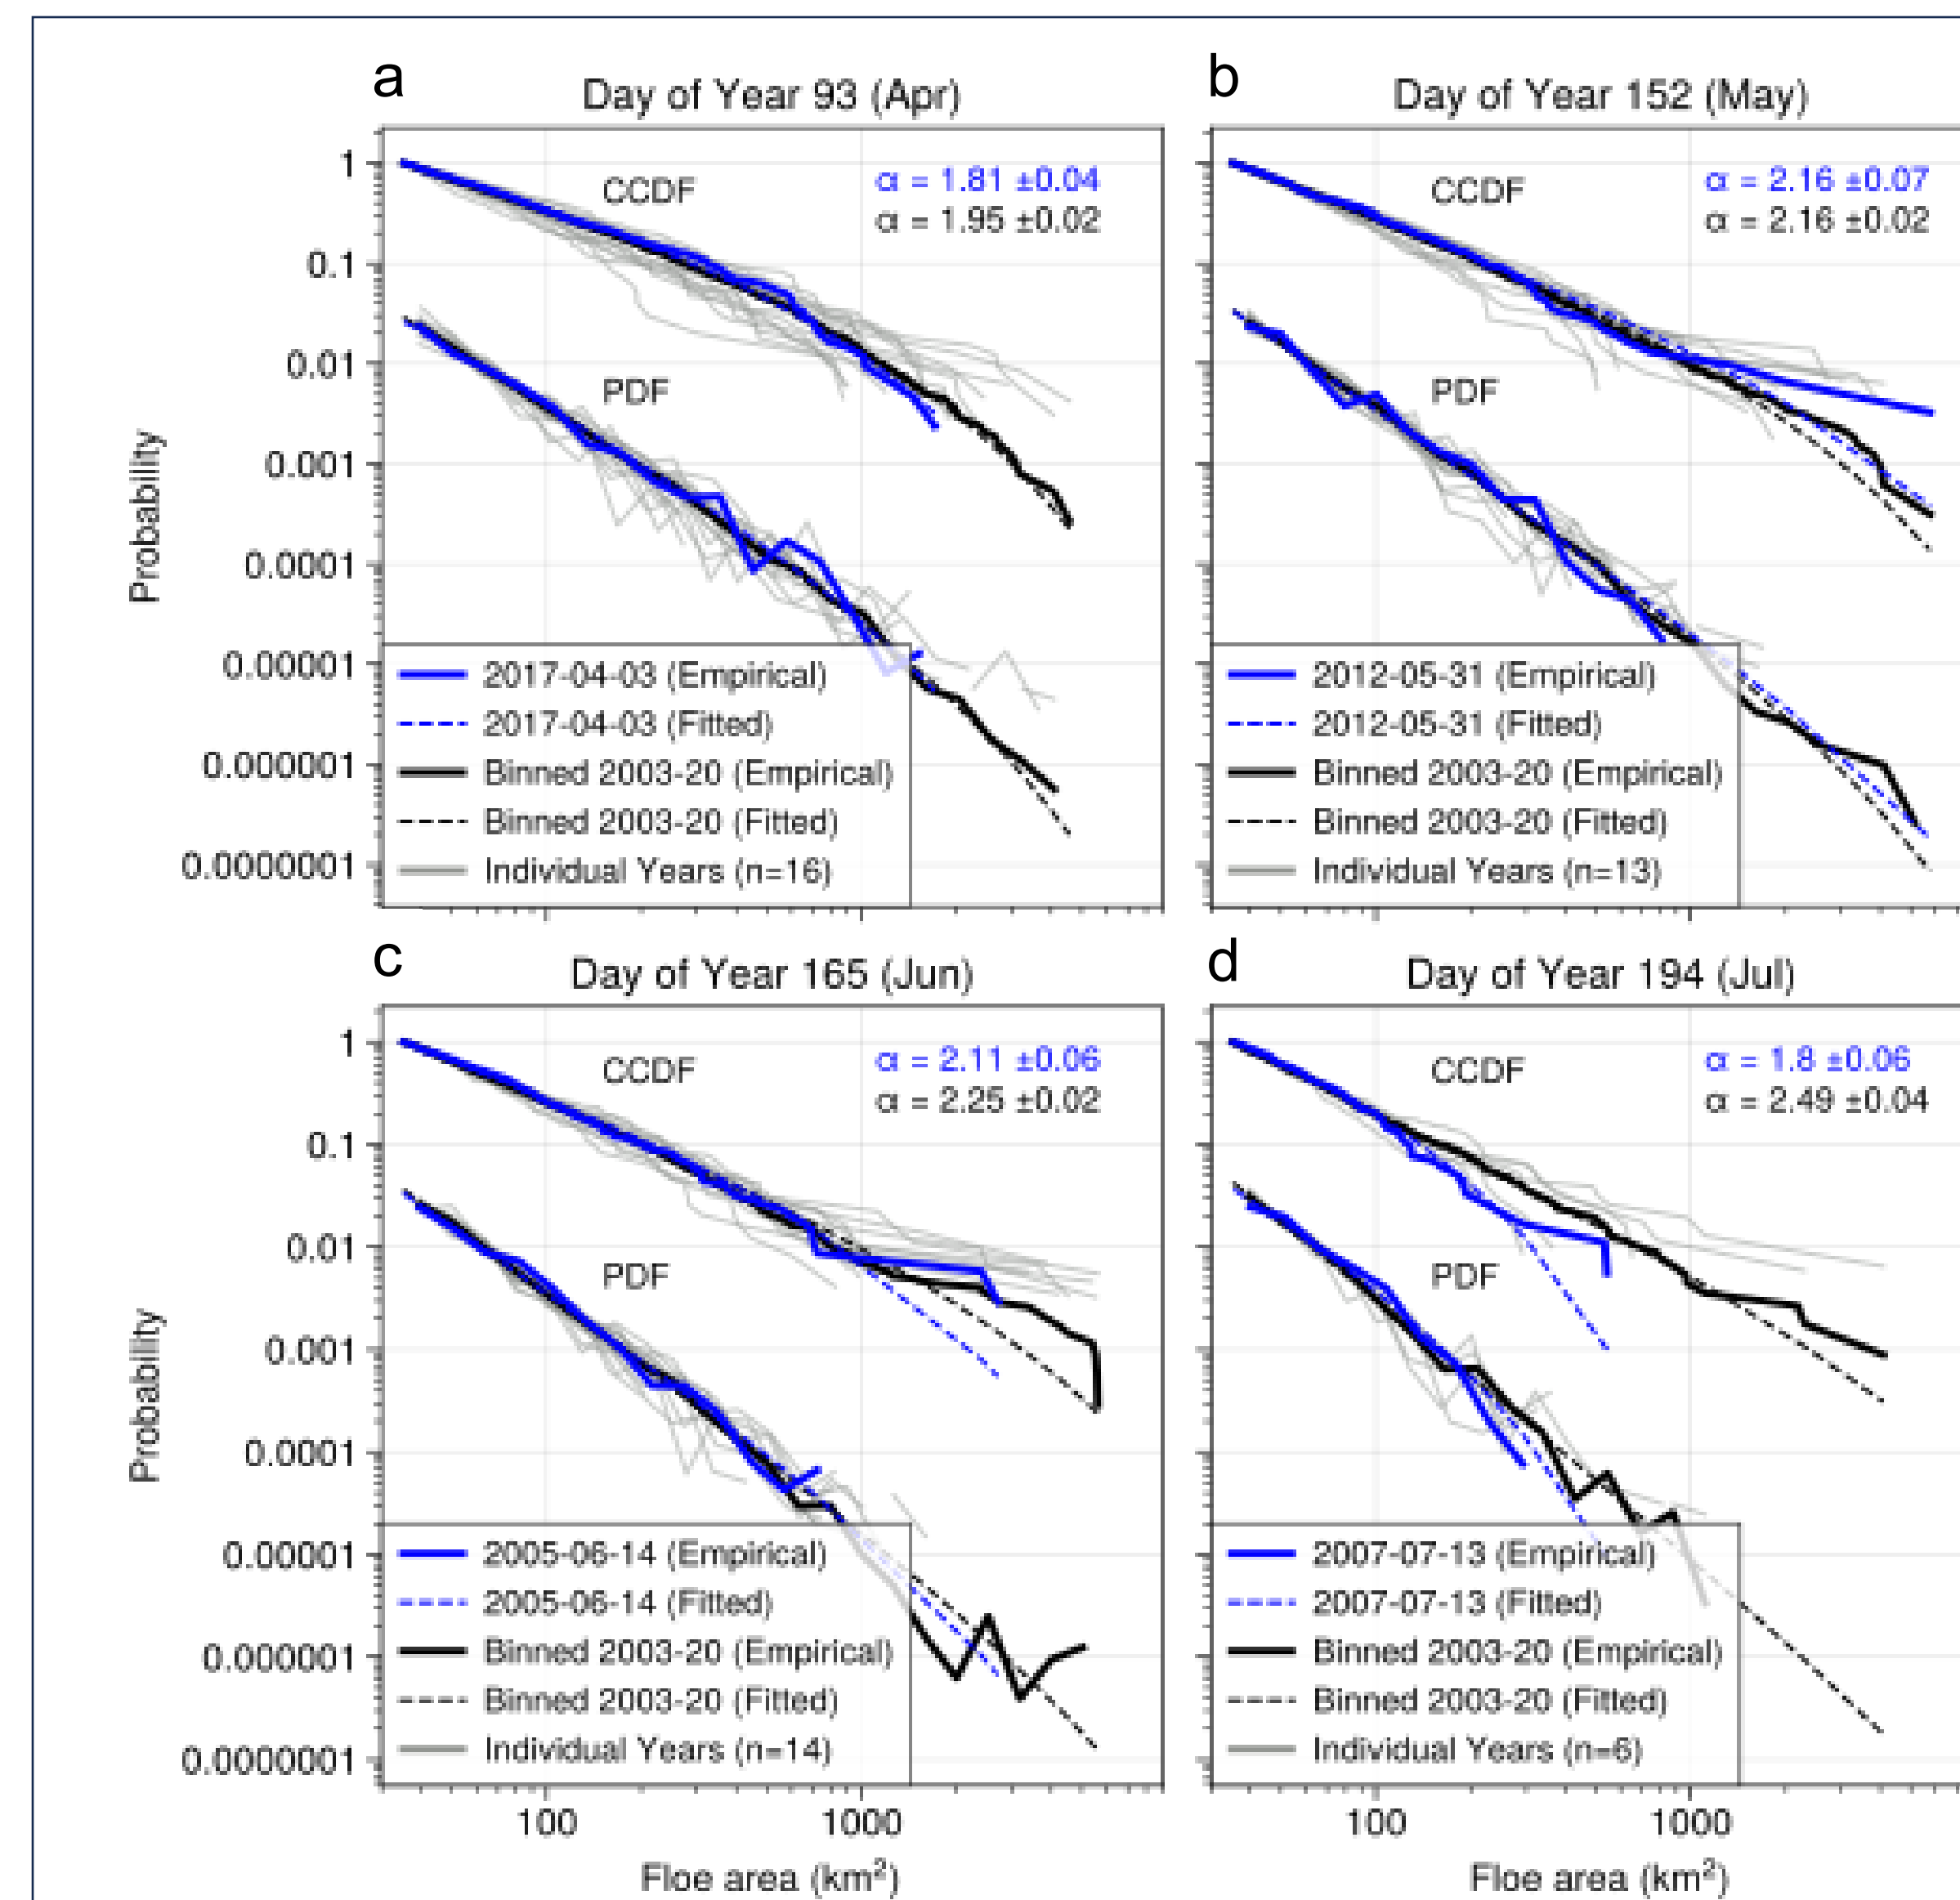 a
Day of Year 93 (Apr)
b
Day of Year 152 (May)
Probability
1
0.1
0.01
0.001
0.0001
0.00001
0.000001
0.0000001
CCDF
α = 1.81 ±0.04
α = 1.95 ±0.02
PDF
2017-04-03 (Empirical)
2017-04-03 (Fitted)
Binned 2003-20 (Empirical)
Binned 2003-20 (Fitted)
Individual Years (n=16)
CCDF
α = 2.16 ±0.07
α = 2.16 ±0.02
PDF
2012-05-31 (Empirical)
2012-05-31 (Fitted)
Binned 2003-20 (Empirical)
Binned 2003-20 (Fitted)
Individual Years (n=13)
c
Day of Year 165 (Jun)
d
Day of Year 194 (Jul)
Probability
1
0.1
0.01
0.001
0.0001
0.00001
0.000001
0.0000001
CCDF
α = 2.11 ±0.06
α = 2.25 ±0.02
PDF
2005-06-14 (Empirical)
2005-06-14 (Fitted)
Binned 2003-20 (Empirical)
Binned 2003-20 (Fitted)
Individual Years (n=14)
100 1000
Floe area (km²)
CCDF
α = 1.8 ±0.06
α = 2.49 ±0.04
PDF
2007-07-13 (Empirical)
2007-07-13 (Fitted)
Binned 2003-20 (Empirical)
Binned 2003-20 (Fitted)
Individual Years (n=6)
100 1000
Floe area (km²)